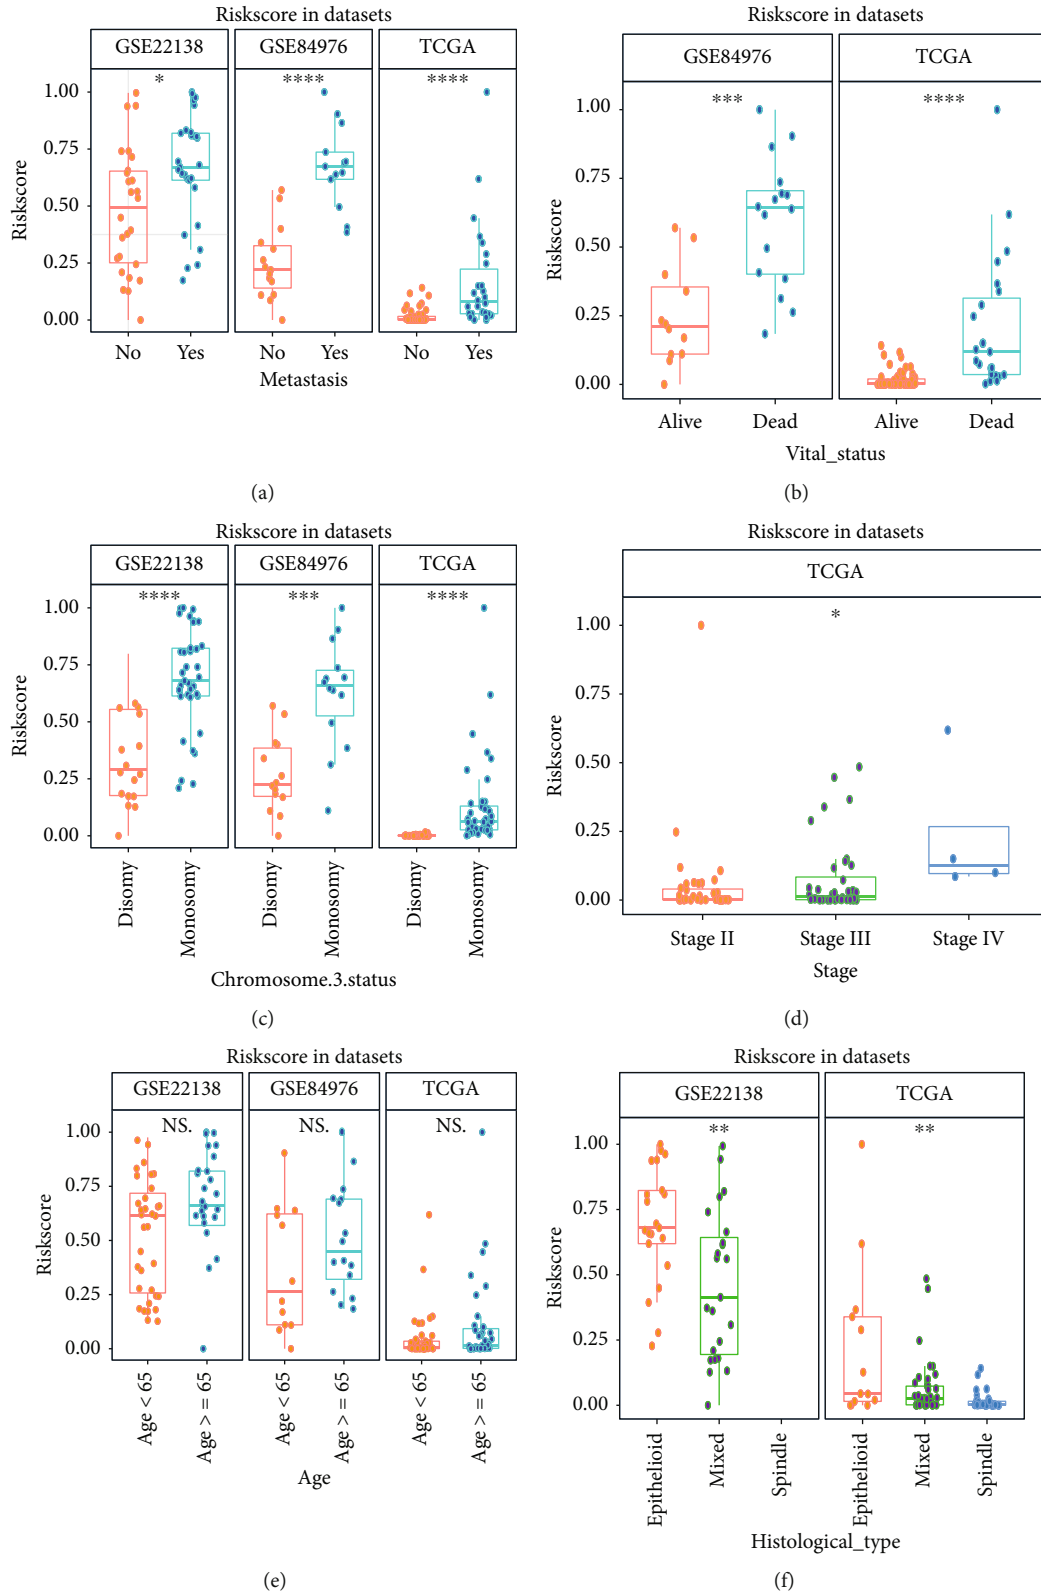 Riskscore in datasets
GSE22138 GSE84976 TCGA
* **** ****
1.00
0.75
0.50
0.25
0.00
Riskscore
No Yes No Yes No Yes
Metastasis
(a)
Riskscore in datasets
GSE84976 TCGA
*** ****
1.00
0.75
0.50
0.25
0.00
Riskscore
Alive Dead Alive Dead
Vital_status
(b)
Riskscore in datasets
GSE22138 GSE84976 TCGA
**** *** ****
1.00
0.75
0.50
0.25
0.00
Riskscore
Disomy Monosomy Disomy Monosomy Disomy Monosomy
Chromosome.3.status
(c)
Riskscore in datasets
TCGA
*
1.00
0.75
0.50
0.25
0.00
Riskscore
Stage II Stage III Stage IV
Stage
(d)
Riskscore in datasets
GSE22138 GSE84976 TCGA
NS. NS. NS.
1.00
0.75
0.50
0.25
0.00
Riskscore
Age < 65 Age > = 65 Age < 65 Age > = 65 Age < 65 Age > = 65
Age
(e)
Riskscore in datasets
GSE22138 TCGA
** **
1.00
0.75
0.50
0.25
0.00
Riskscore
Epithelioid Mixed Spindle Epithelioid Mixed Spindle
Histological_type
(f)